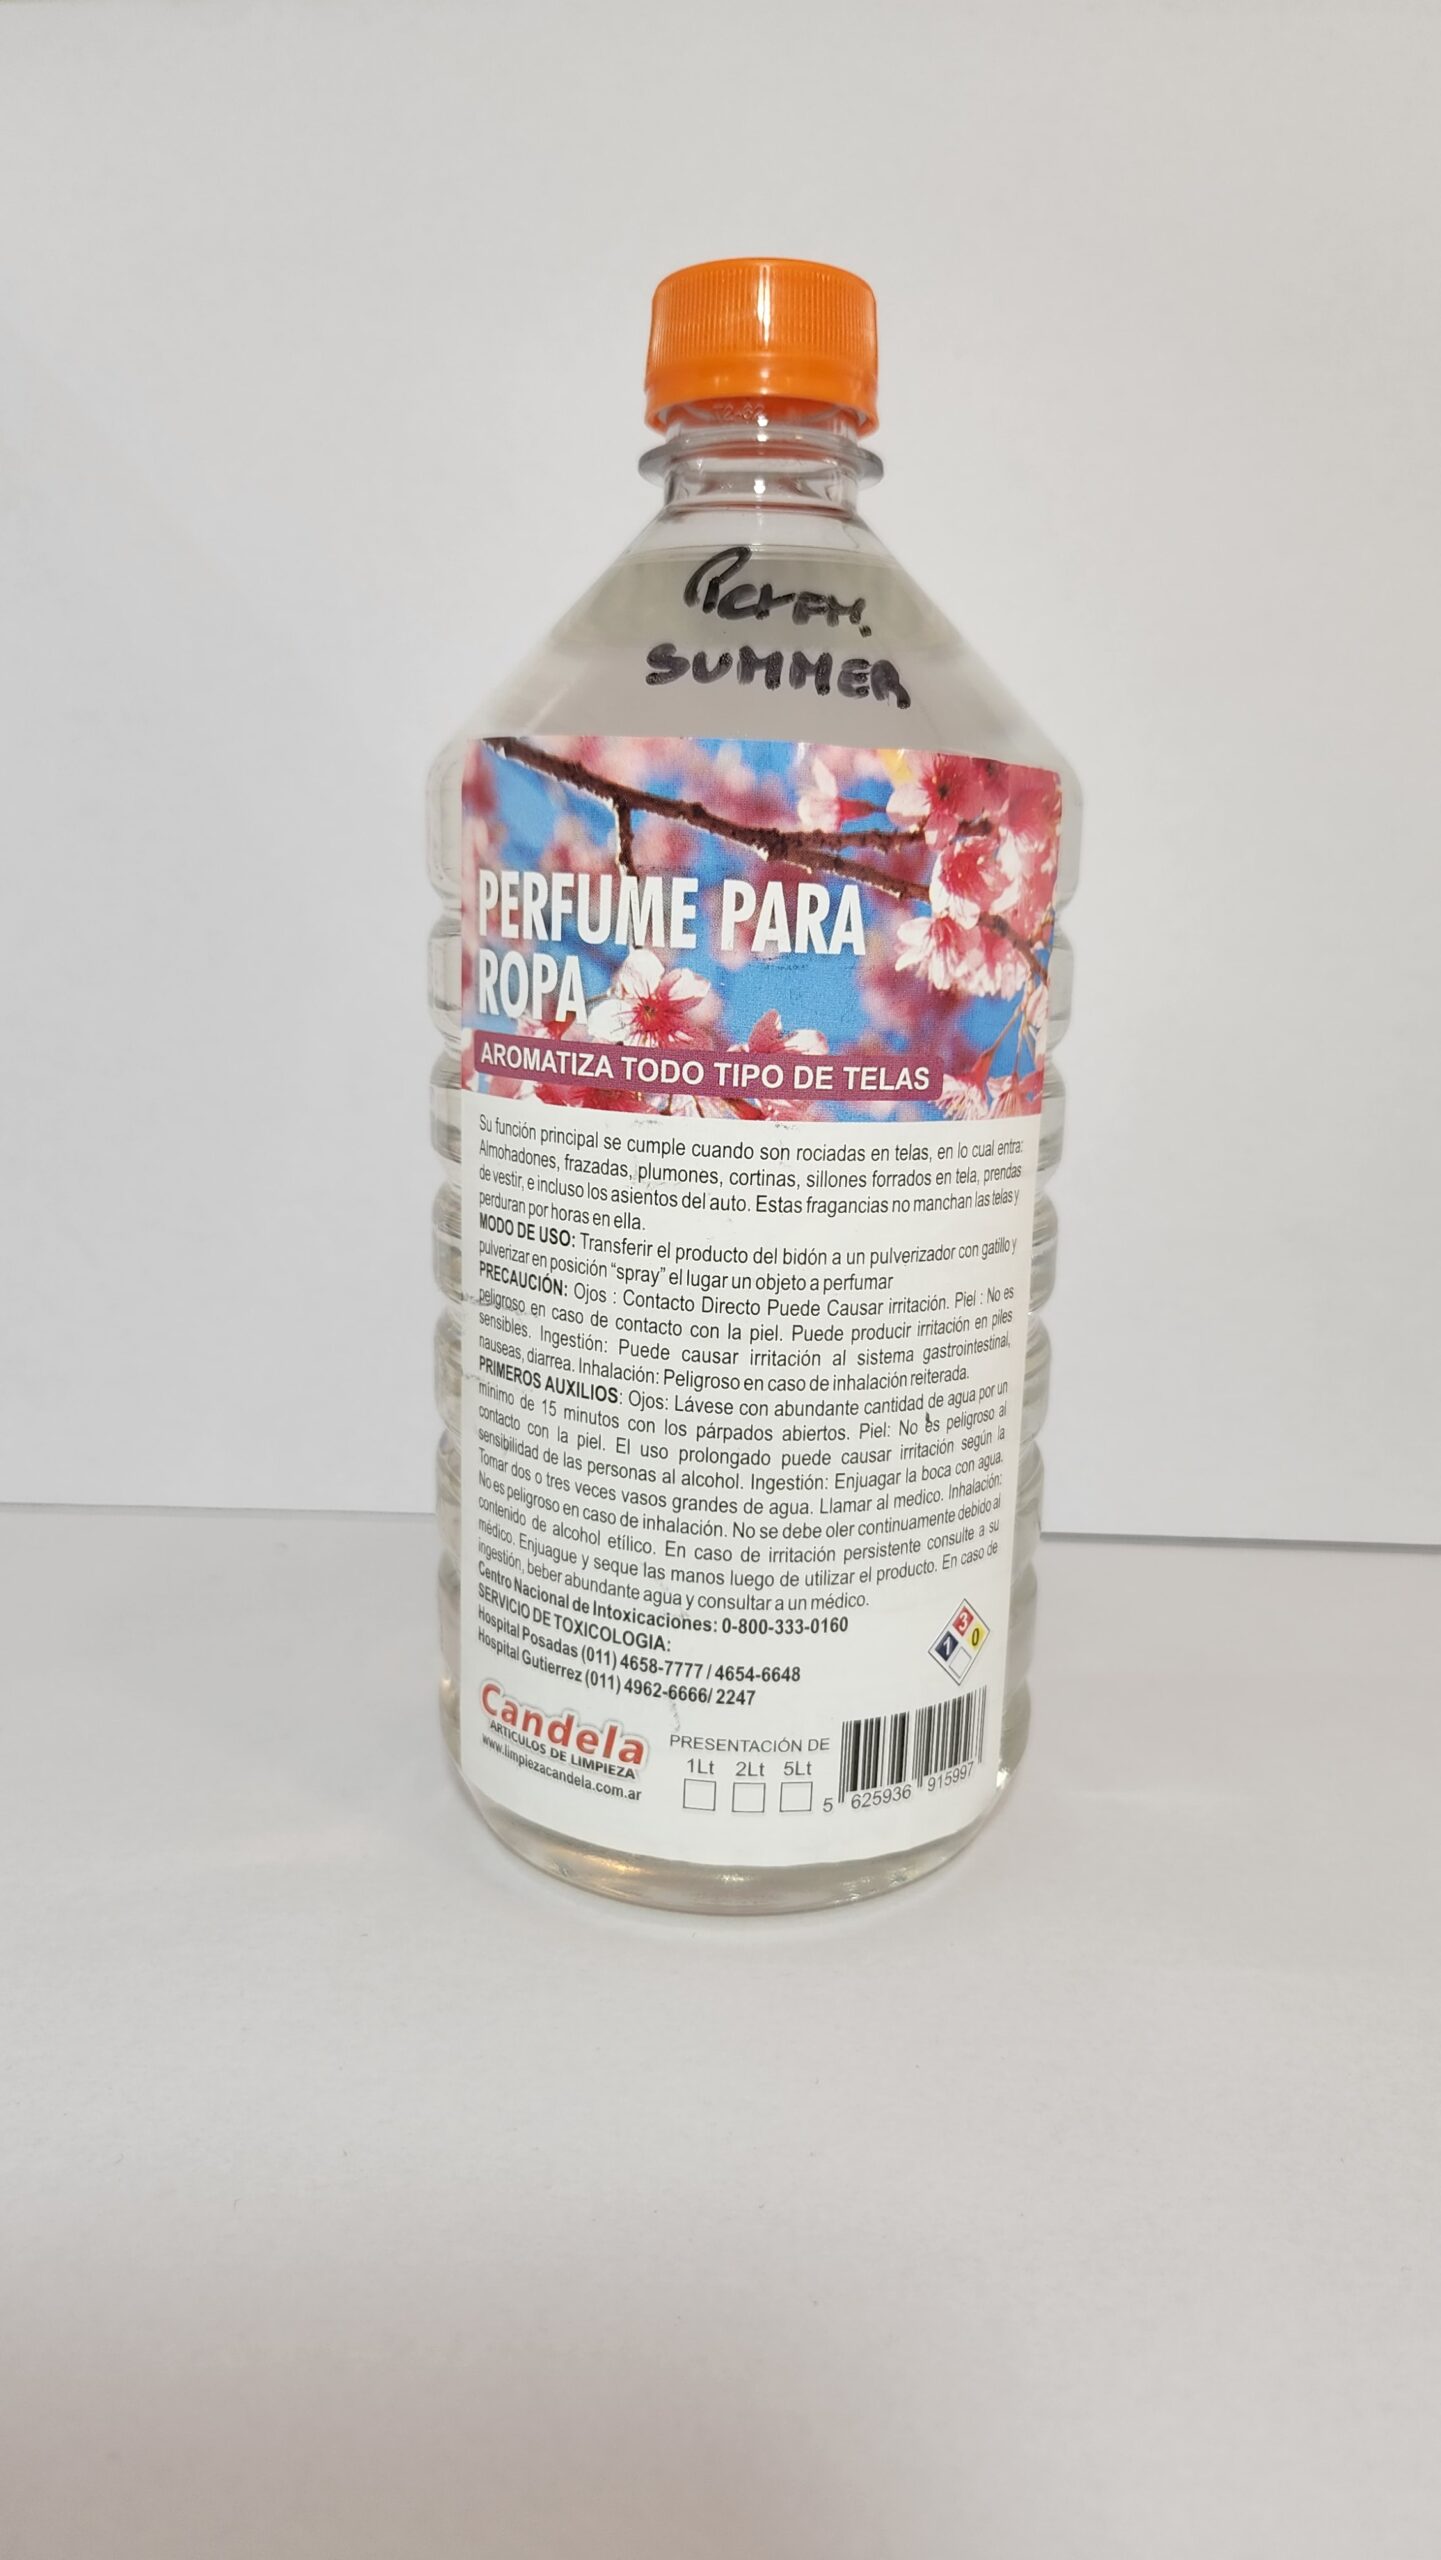 SUMMER
PERFUME PARA
ROPA
AROMATIZA TODO TIPO DE TELAS
Su función principal se cumple cuando son rociadas en telas, en lo cual entra:
Almohadones, frazadas, plumones, cortinas, sillones forrados en tela, prendas
de vestir, e incluso los asientos del auto. Estas fragancias no manchan las telas y
perduran por horas en ella.
MODO DE USO: Transferir el producto del bidón a un pulverizador con gatillo y
pulverizar en posición “spray” el lugar un objeto a perfumar
PRECAUCIÓN: Ojos : Contacto Directo Puede Causar irritación. Piel : No es
peligroso en caso de contacto con la piel. Puede producir irritación en piles
sensibles. Ingestión: Puede causar irritación al sistema gastrointestinal,
nauseas, diarrea. Inhalación: Peligroso en caso de inhalación reiterada.
PRIMEROS AUXILIOS: Ojos: Lávese con abundante cantidad de agua por un
mínimo de 15 minutos con los párpados abiertos. Piel: No es peligroso al
contacto con la piel. El uso prolongado puede causar irritación según la
sensibilidad de las personas al alcohol. Ingestión: Enjuagar la boca con agua.
Tomar dos o tres veces vasos grandes de agua. Llamar al medico. Inhalación:
No es peligroso en caso de inhalación. No se debe oler continuamente debido al
contenido de alcohol etílico. En caso de irritación persistente consulte a su
médico. Enjuague y seque las manos luego de utilizar el producto. En caso de
ingestión, beber abundante agua y consultar a un médico.
Centro Nacional de Intoxicaciones: 0-800-333-0160
SERVICIO DE TOXICOLOGIA:
Hospital Posadas (011) 4658-7777 / 4654-6648
Hospital Gutierrez (011) 4962-6666/ 2247
3
1 0
Candela
ARTICULOS DE LIMPIEZA
www.limpiezacandela.com.ar
PRESENTACIÓN DE
1Lt 2Lt 5Lt
5 625936 915997